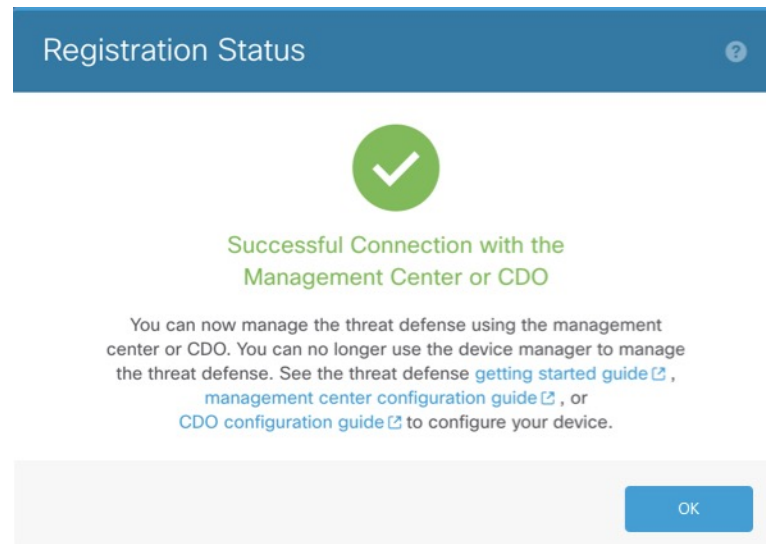 Registration Status
?
Successful Connection with the
Management Center or CDO
You can now manage the threat defense using the management
center or CDO. You can no longer use the device manager to manage
the threat defense. See the threat defense getting started guide ,
management center configuration guide , or
CDO configuration guide to configure your device.
OK